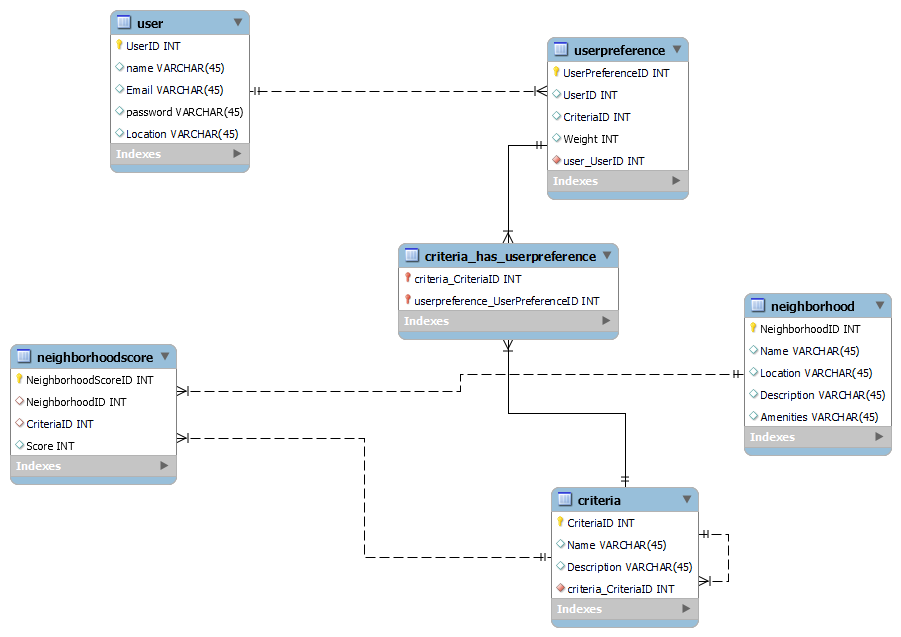 user
UserID INT
name VARCHAR(45)
Email VARCHAR(45)
password VARCHAR(45)
Location VARCHAR(45)
Indexes
userpreference
UserPreferenceID INT
UserID INT
CriteriaID INT
Weight INT
user_UserID INT
Indexes
criteria_has_userpreference
criteria_CriteriaID INT
userpreference_UserPreferenceID INT
Indexes
neighborhood
NeighborhoodID INT
Name VARCHAR(45)
Location VARCHAR(45)
Description VARCHAR(45)
Amenities VARCHAR(45)
Indexes
neighborhoodscore
NeighborhoodScoreID INT
NeighborhoodID INT
CriteriaID INT
Score INT
Indexes
criteria
CriteriaID INT
Name VARCHAR(45)
Description VARCHAR(45)
criteria_CriteriaID INT
Indexes